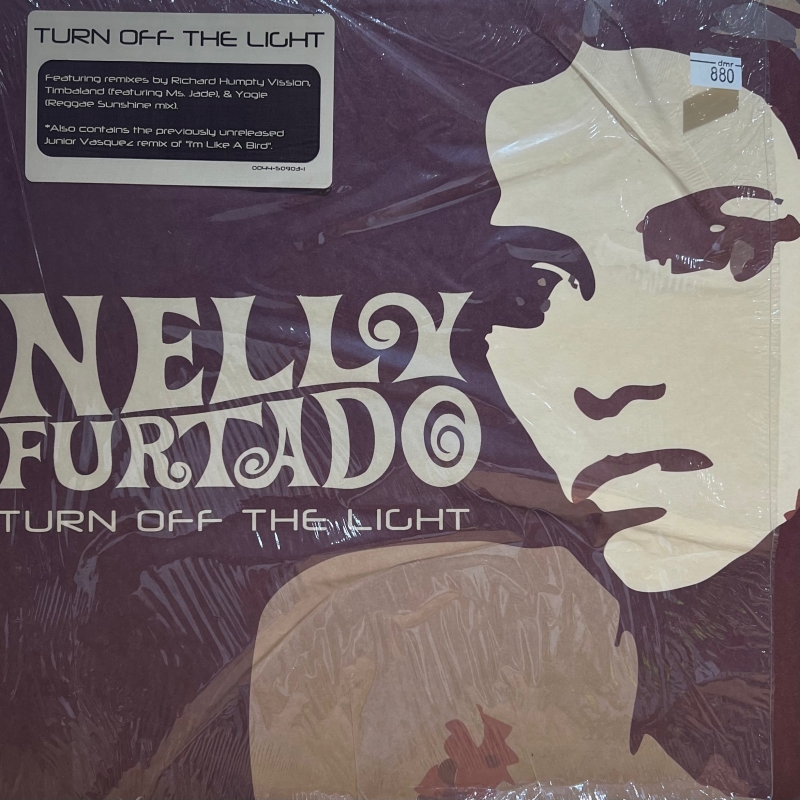 TURN OFF THE LIGHT
Featuring remixes by Richard Humpty Vission,
Timbaland (featuring Ms. Jade), & Yogie
(Reggae Sunshine mix).
*Also contains the previously unreleased
Junior Vasquez remix of "I'm Like A Bird".
0044-50903-1
dmr
880
NELLY
FURTADO
TURN OFF THE LIGHT